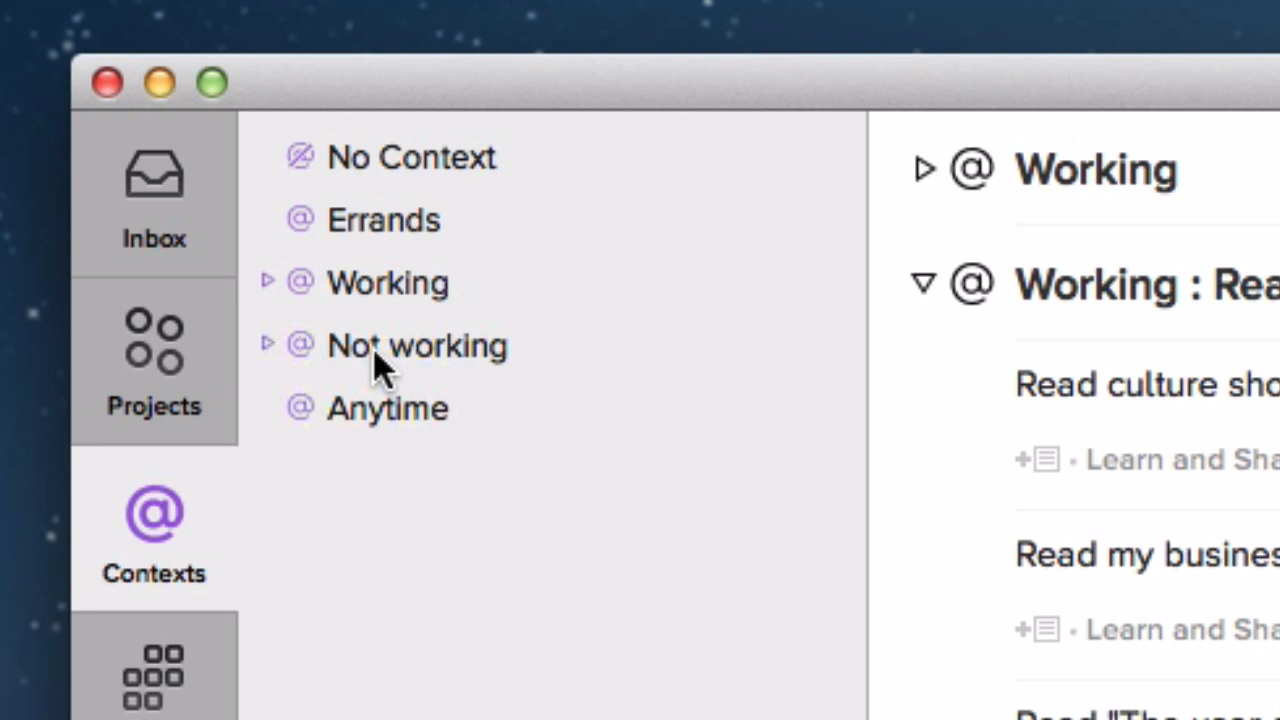 Inbox
Projects
Contexts
No Context
Errands
Working
Not working
Anytime
Working
Working : Rea
Read culture sho
Learn and Sha
Read my busines
Learn and Sha